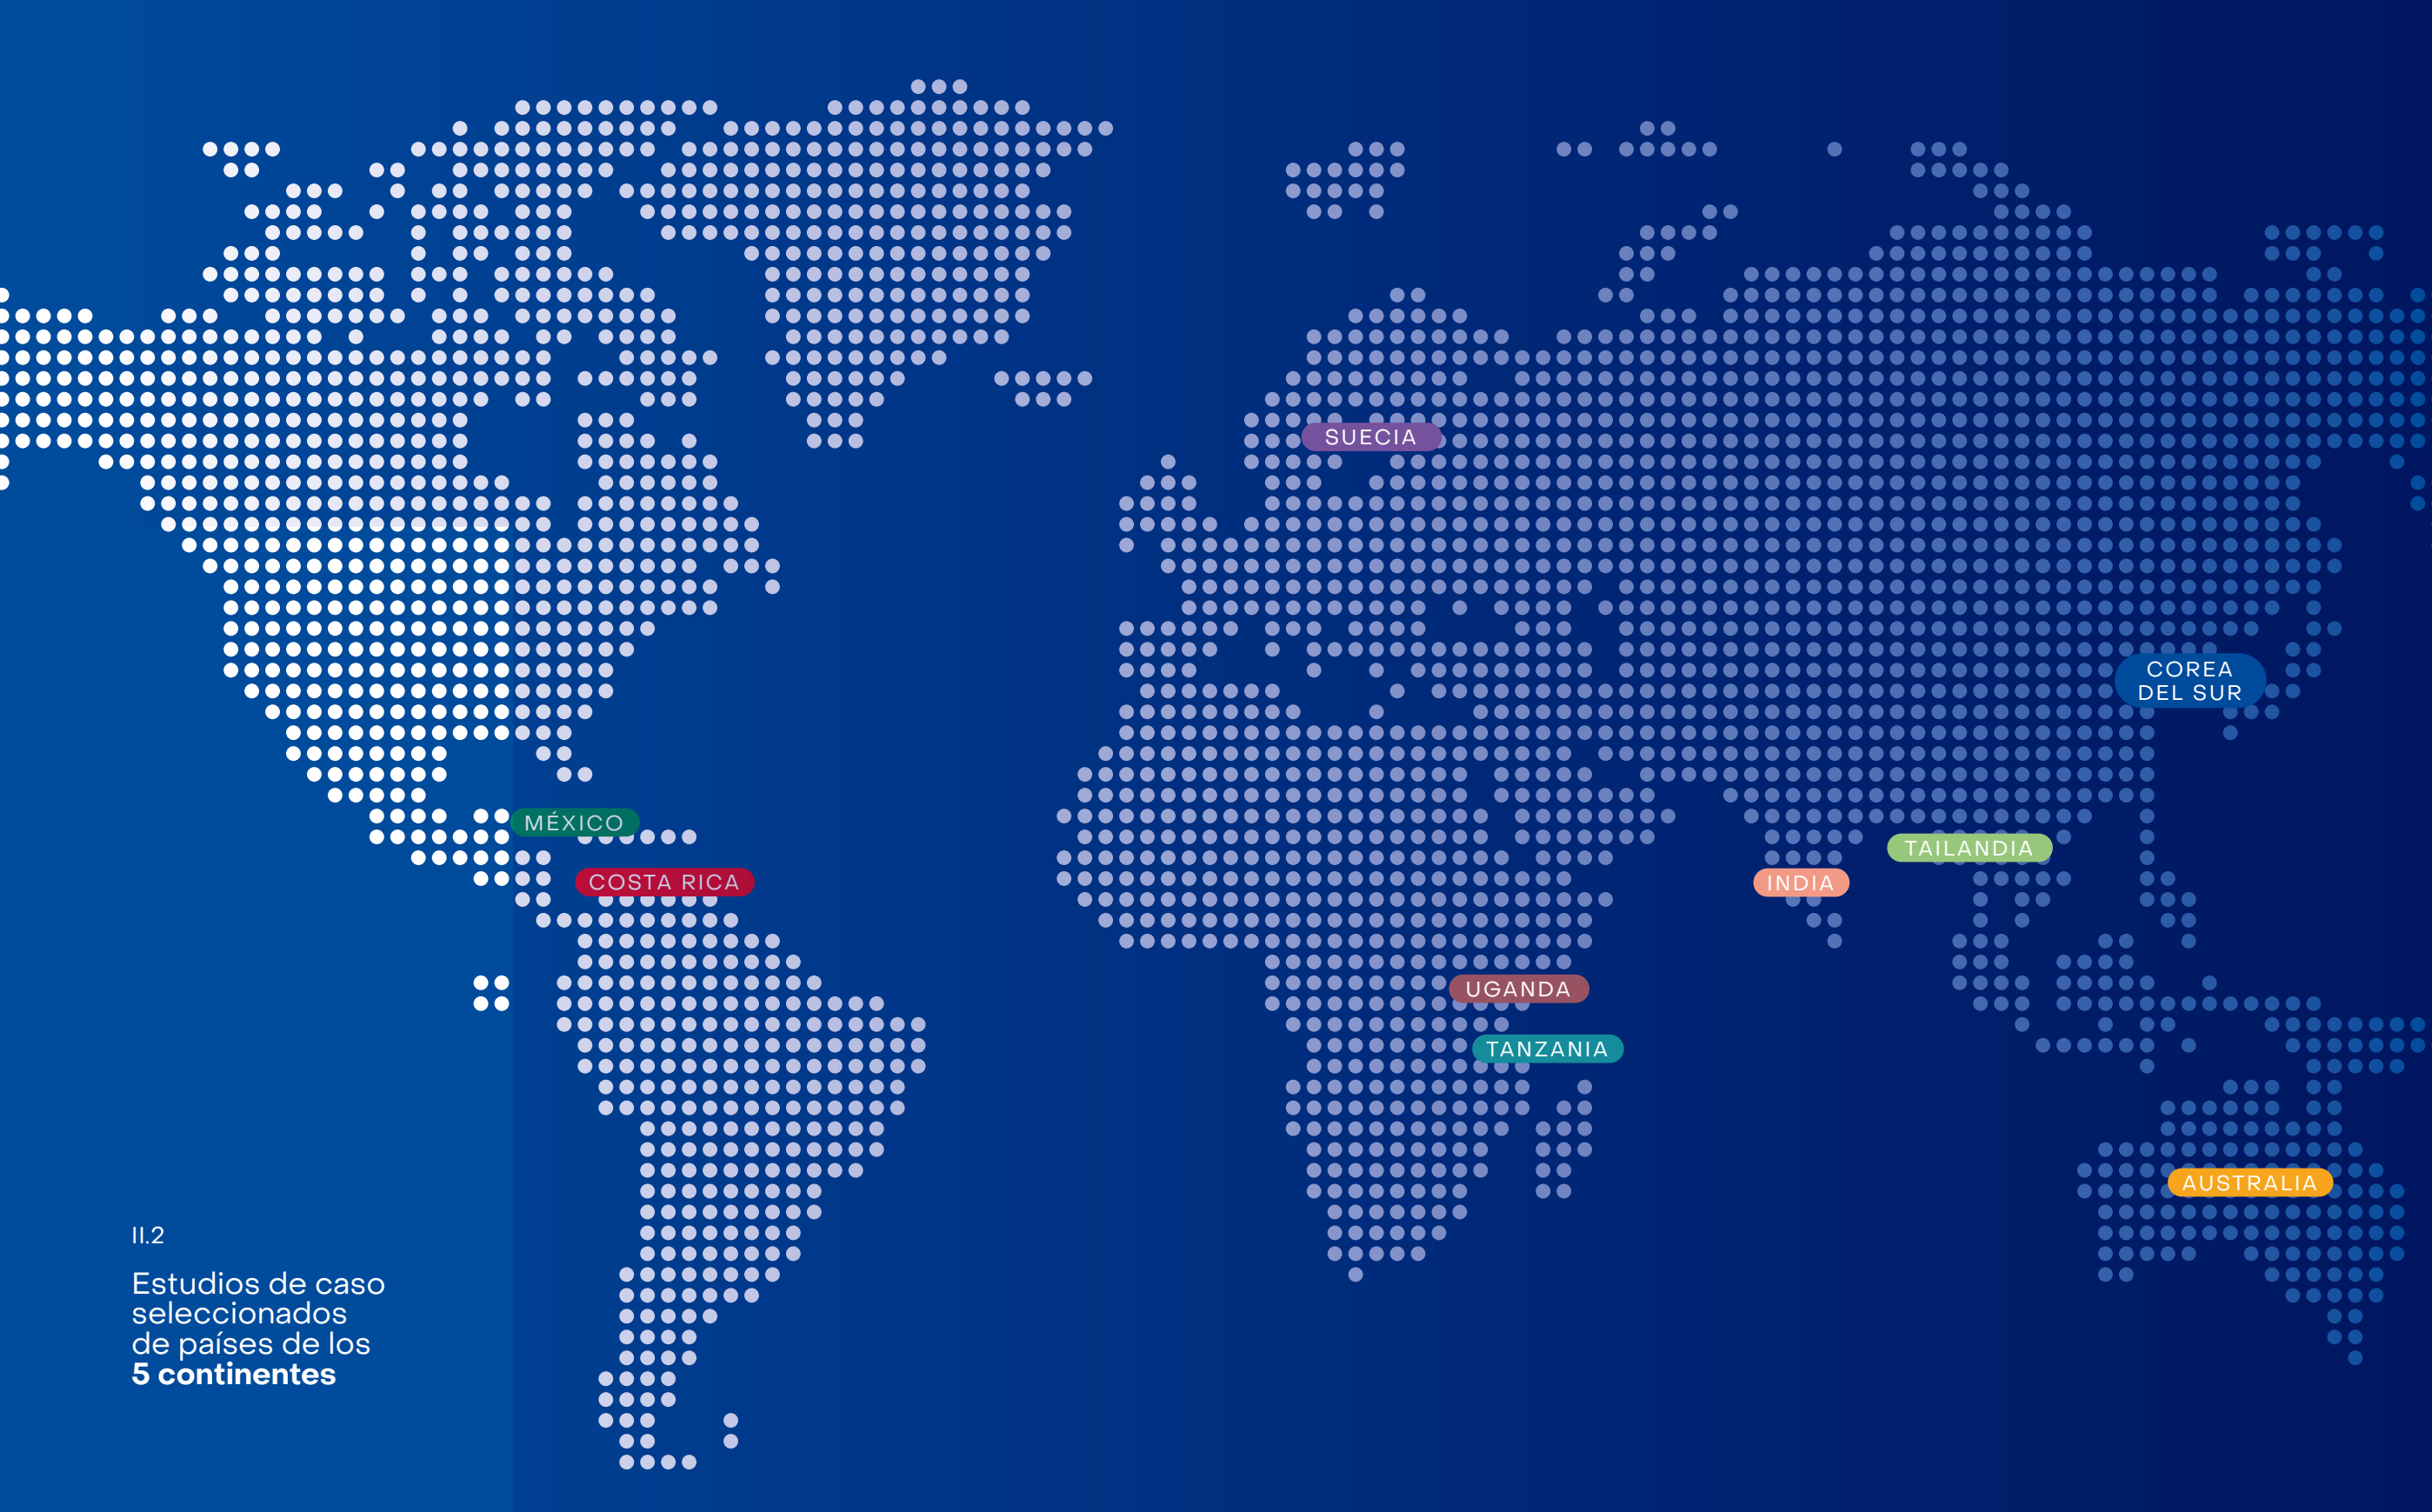 SUECIA
COREA
DEL SUR
MÉXICO
TAILANDIA
COSTA RICA
INDIA
UGANDA
TANZANIA
AUSTRALIA
II.2
Estudios de caso
seleccionados
de países de los
5 continentes